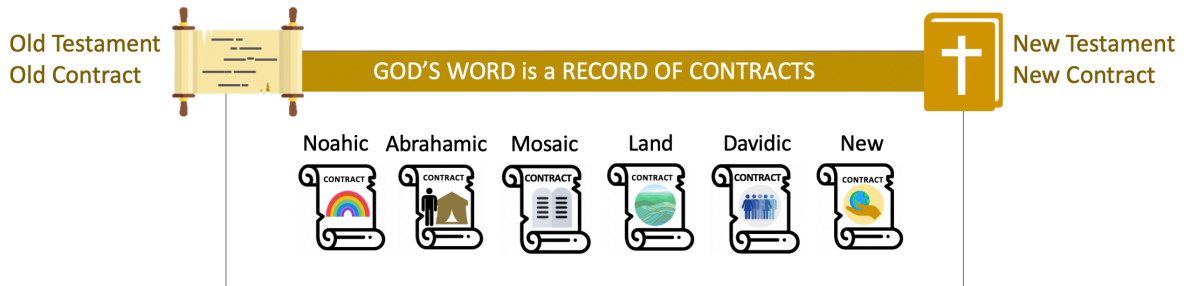 Old Testament
Old Contract
GOD'S WORD is a RECORD OF CONTRACTS
New Testament
New Contract
Noahic
Abrahamic
Mosaic
Land
Davidic
New
CONTRACT
CONTRACT
CONTRACT
CONTRACT
CONTRACT
CONTRACT